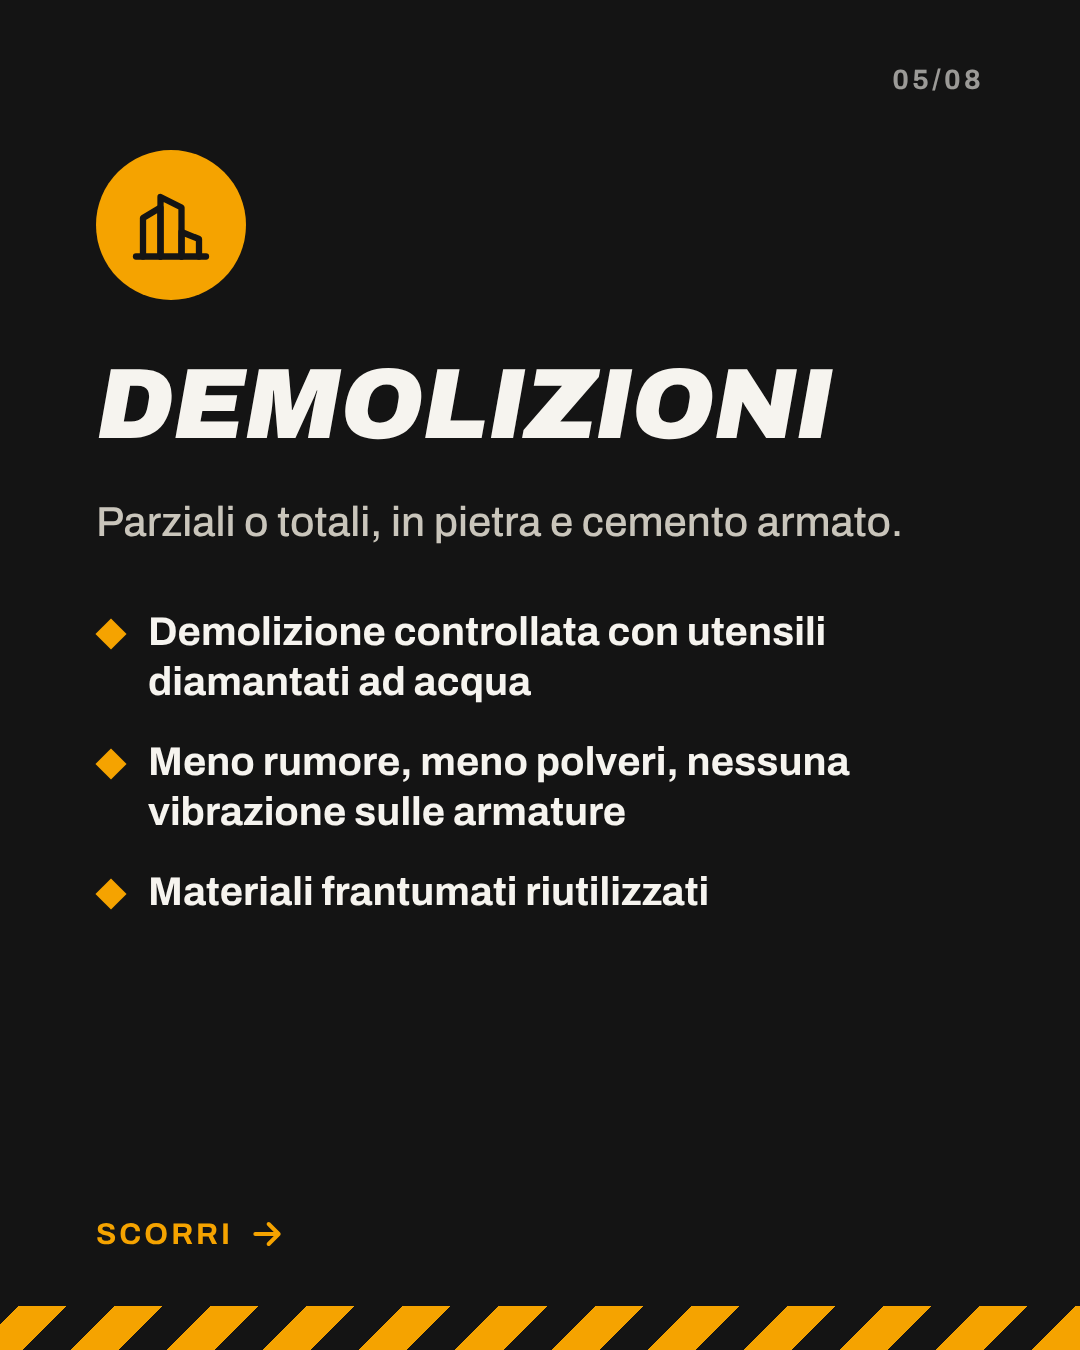 05/08
DEMOLIZIONI
Parziali o totali, in pietra e cemento armato.
Demolizione controllata con utensili
diamantati ad acqua
Meno rumore, meno polveri, nessuna
vibrazione sulle armature
Materiali frantumati riutilizzati
SCORRI →